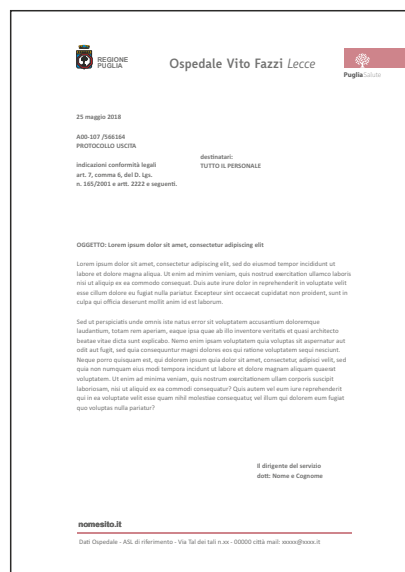 REGIONE
PUGLIA
Ospedale Vito Fazzi Lecce
PugliaSalute
25 maggio 2018
A00-107 /566164
PROTOCOLLO USCITA
indicazioni conformità legali
art. 7, comma 6, del D. Lgs.
n. 165/2001 e artt. 2222 e seguenti.
destinatari:
TUTTO IL PERSONALE
OGGETTO: Lorem ipsum dolor sit amet, consectetur adipiscing elit
Lorem ipsum dolor sit amet, consectetur adipiscing elit, sed do eiusmod tempor incididunt ut
labore et dolore magna aliqua. Ut enim ad minim veniam, quis nostrud exercitation ullamco laboris
nisi ut aliquip ex ea commodo consequat. Duis aute irure dolor in reprehenderit in voluptate velit
esse cillum dolore eu fugiat nulla pariatur. Excepteur sint occaecat cupidatat non proident, sunt in
culpa qui officia deserunt mollit anim id est laborum.
Sed ut perspiciatis unde omnis iste natus error sit voluptatem accusantium doloremque
laudantium, totam rem aperiam, eaque ipsa quae ab illo inventore veritatis et quasi architecto
beatae vitae dicta sunt explicabo. Nemo enim ipsam voluptatem quia voluptas sit aspernatur aut
odit aut fugit, sed quia consequuntur magni dolores eos qui ratione voluptatem sequi nesciunt.
Neque porro quisquam est, qui dolorem ipsum quia dolor sit amet, consectetur, adipisci velit, sed
quia non numquam eius modi tempora incidunt ut labore et dolore magnam aliquam quaerat
voluptatem. Ut enim ad minima veniam, quis nostrum exercitationem ullam corporis suscipit
laboriosam, nisi ut aliquid ex ea commodi consequatur? Quis autem vel eum iure reprehenderit
qui in ea voluptate velit esse quam nihil molestiae consequatur, vel illum qui dolorem eum fugiat
quo voluptas nulla pariatur?
Il dirigente del servizio
dott: Nome e Cognome
nomesito.it
Dati Ospedale - ASL di riferimento - Via Tal dei tali n.xx - 00000 città mail: xxxxx@xxxx.it